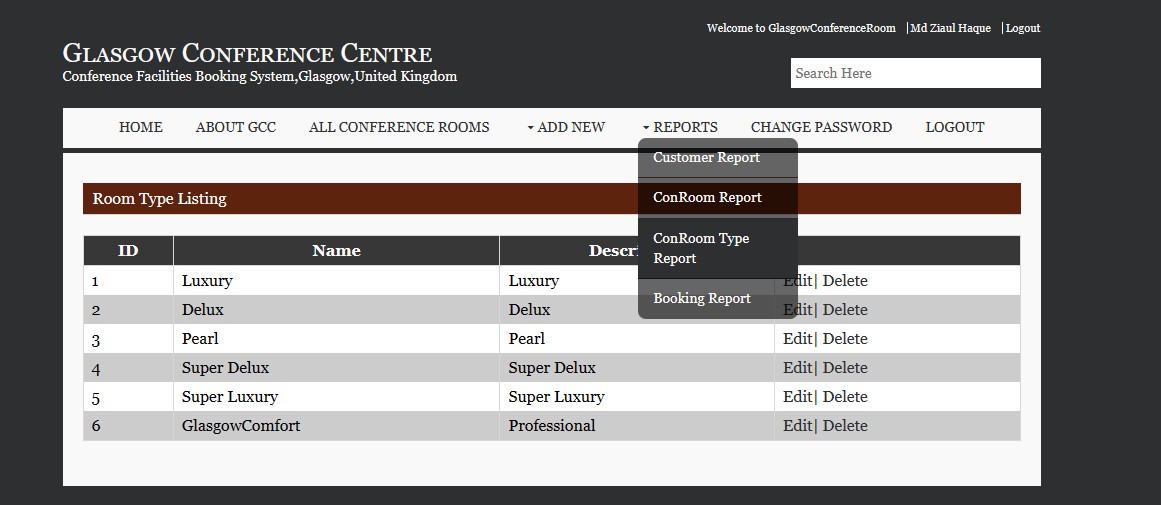 Welcome to GlasgowConferenceRoom |Md Ziaul Haque |Logout
Glasgow Conference Centre
Conference Facilities Booking System,Glasgow,United Kingdom
Search Here
HOME ABOUT GCC ALL CONFERENCE ROOMS ADD NEW REPORTS CHANGE PASSWORD LOGOUT
Customer Report
ConRoom Report
ConRoom Type
Report
Booking Report
Room Type Listing
ID Name
1 Luxury Luxury Edit| Delete
2 Delux Delux Edit| Delete
3 Pearl Pearl Edit| Delete
4 Super Delux Super Delux Edit| Delete
5 Super Luxury Super Luxury Edit| Delete
6 GlasgowComfort Professional Edit| Delete